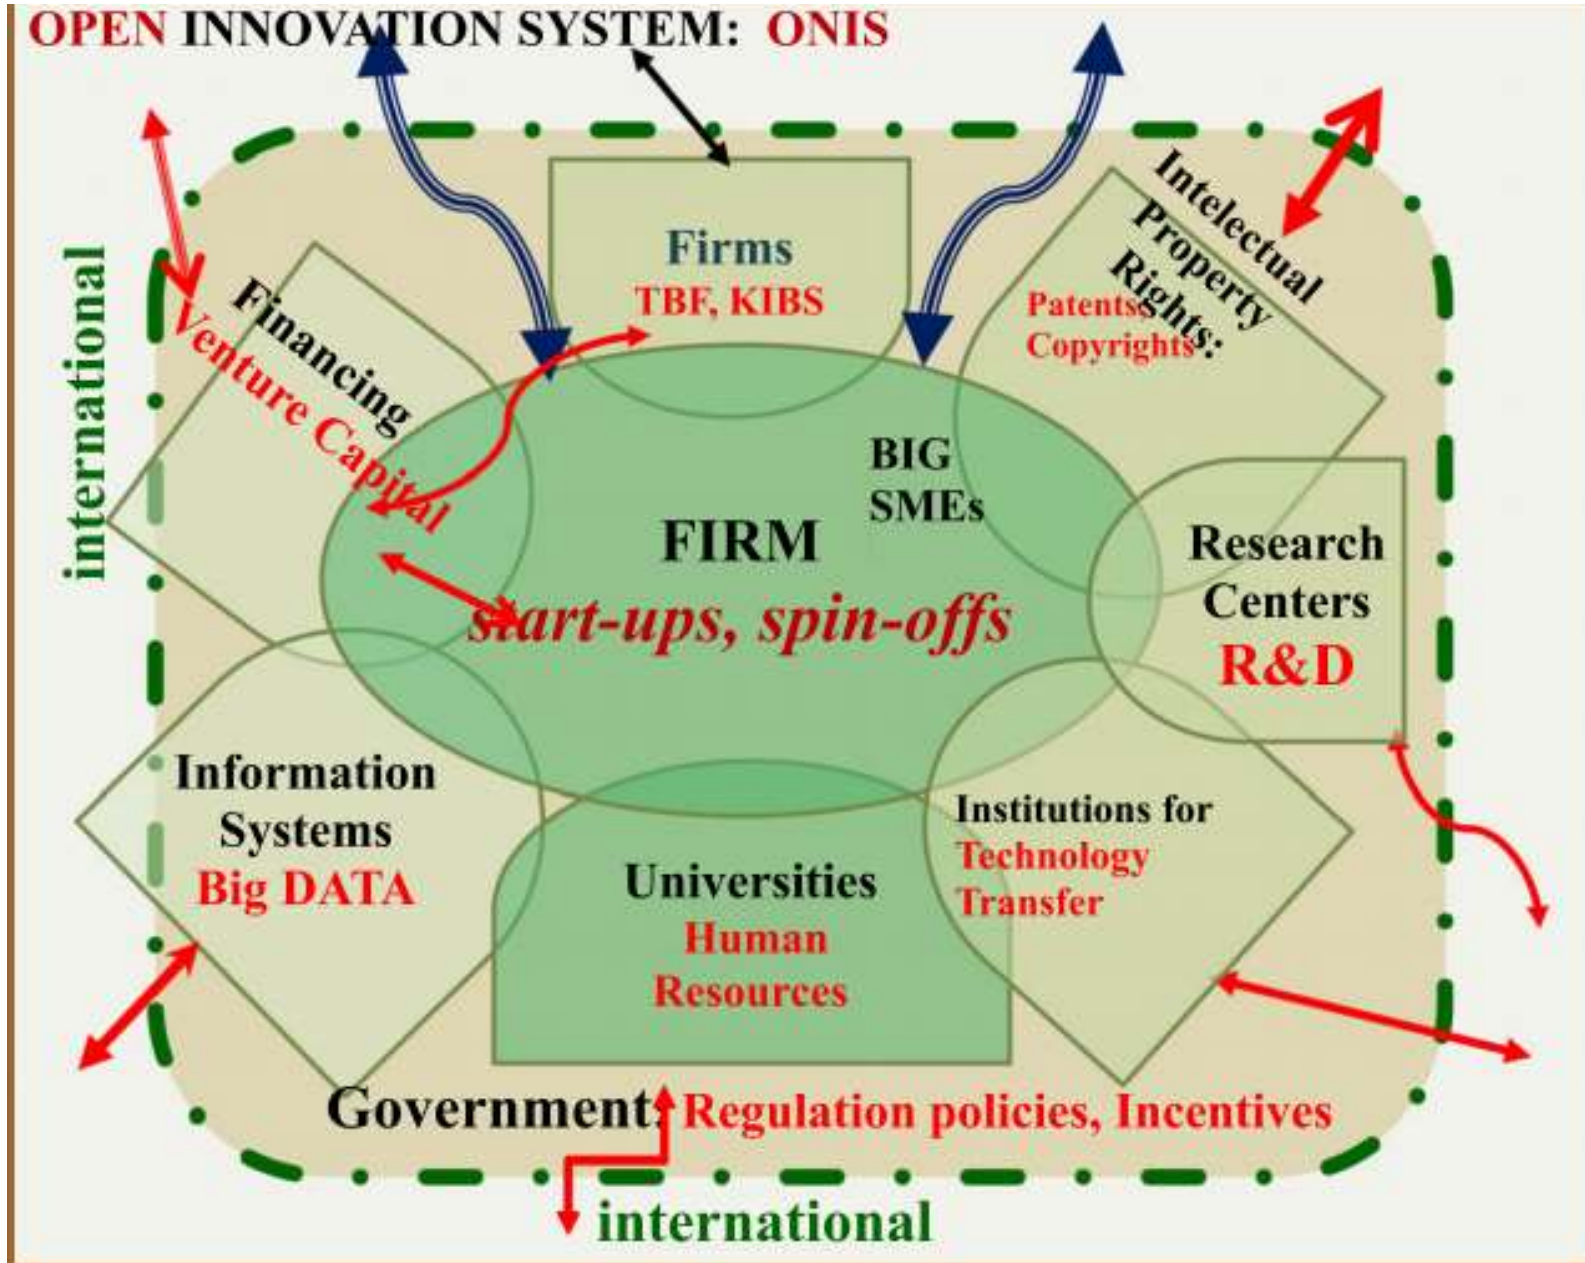 OPEN INNOVATION SYSTEM: ONIS
international
Firms
TBF, KIBS
Intelectual
Property
Rights:
Patents,
Copyrights
Financing
Venture Capital
BIG
SMEs
FIRM
start-ups, spin-offs
Research
Centers
R&D
Information
Systems
Big DATA
Universities
Human
Resources
Institutions for
Technology
Transfer
Government: Regulation policies, Incentives
international